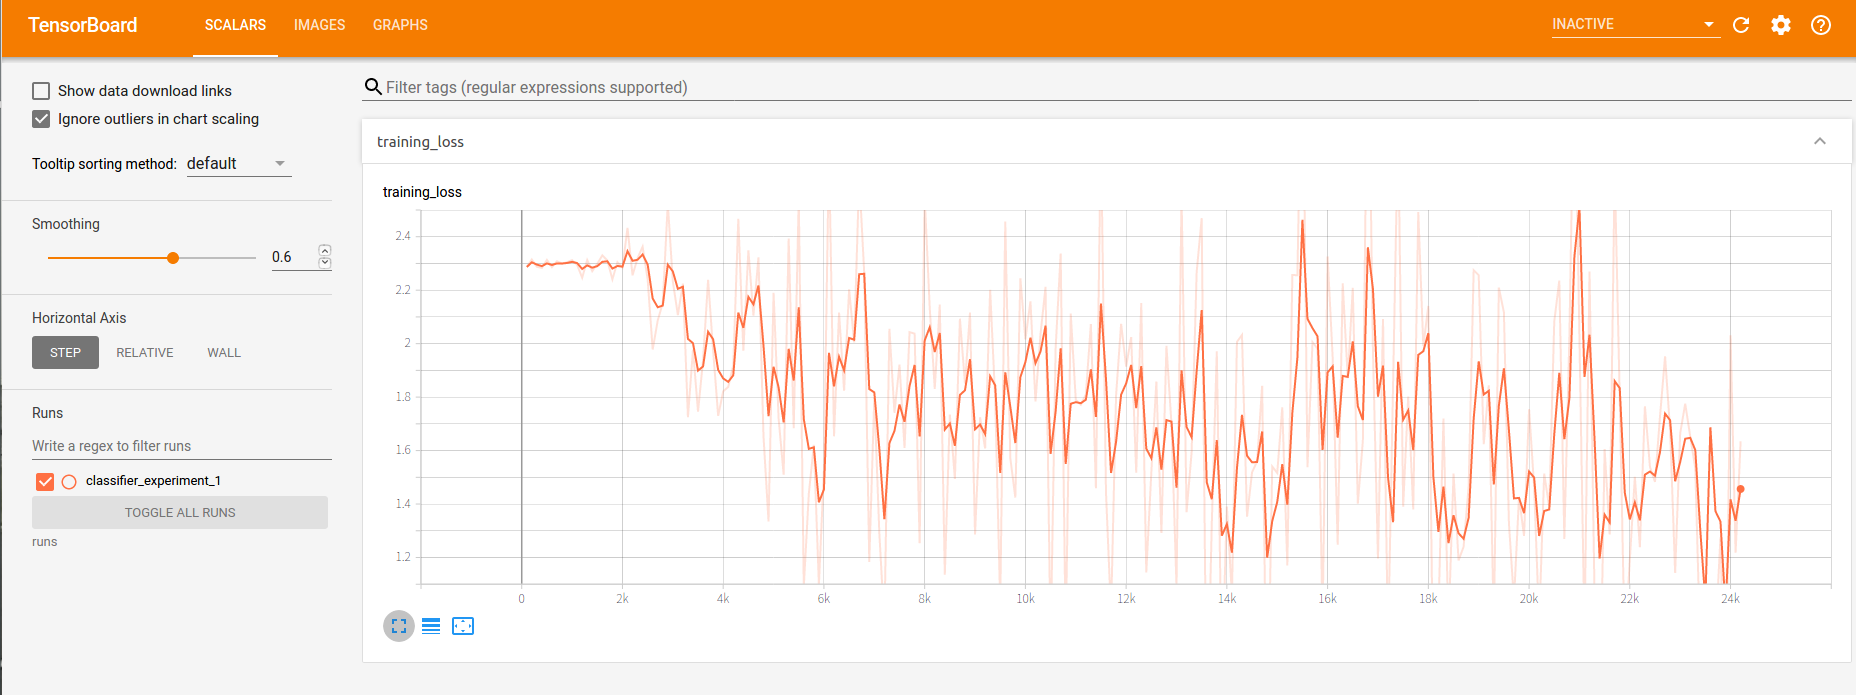 TensorBoard SCALARS IMAGES GRAPHS INACTIVE
Show data download links
Ignore outliers in chart scaling
Tooltip sorting method: default
Smoothing
0.6
Horizontal Axis
STEP RELATIVE WALL
Runs
Write a regex to filter runs
classifier_experiment_1
TOGGLE ALL RUNS
runs
Filter tags (regular expressions supported)
training_loss
training_loss
2.4
2.2
2
1.8
1.6
1.4
1.2
0 2k 4k 6k 8k 10k 12k 14k 16k 18k 20k 22k 24k